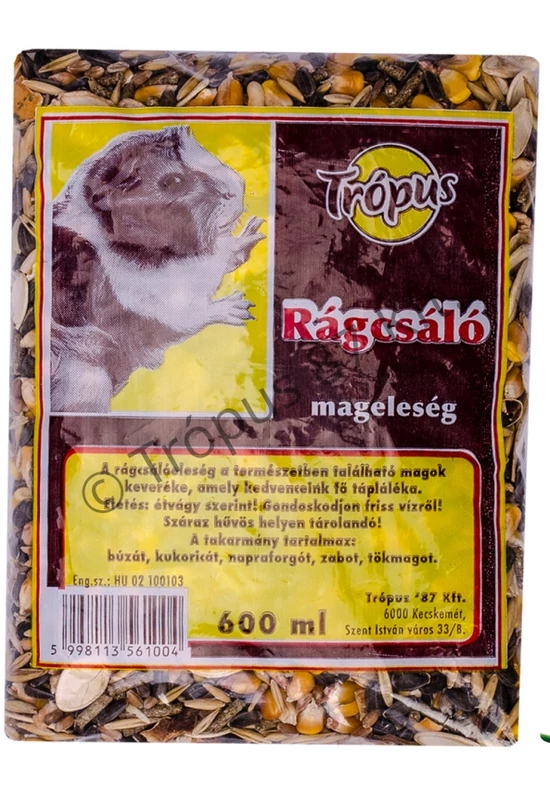 Trópus
Rágcsáló
mageleség
© Trópus
A rágcsálóeleség a természetben található magok
keveréke, amely kedvenceink fő tápláléka.
Etetés: étvágy szerint! Gondoskodjon friss vízről!
Száraz hűvös helyen tárolandó!
A takarmány tartalmaz:
búzát, kukoricát, napraforgót, zabot, tökmagot.
Eng.sz.: HU 02 100103
5 998113 561004
600 ml
Trópus '87 Kft.
6000 Kecskemét,
Szent István város 33/B.